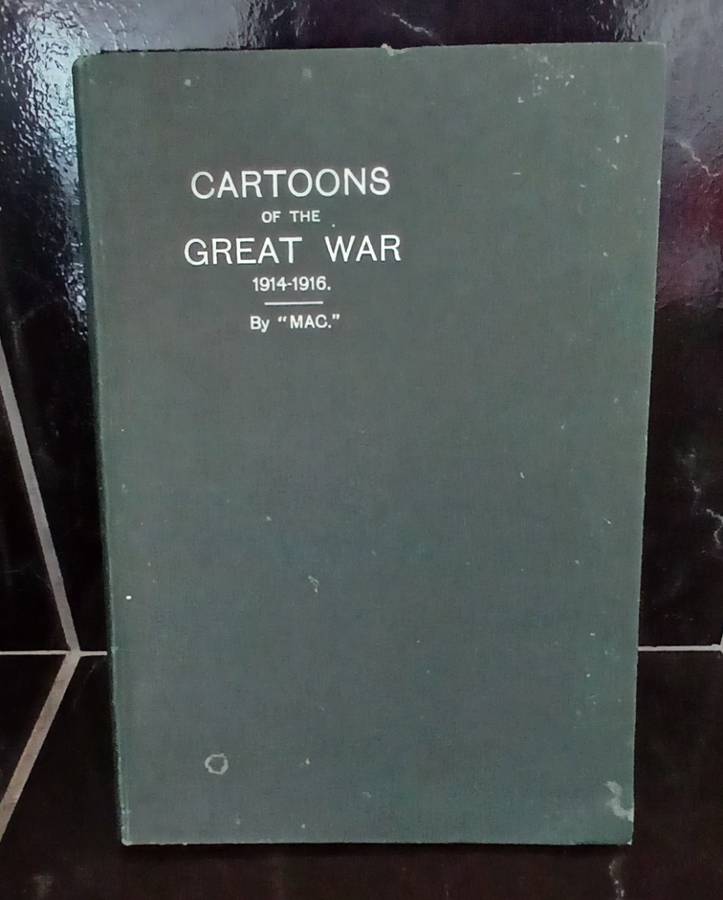 CARTOONS
OF THE
GREAT WAR
1914-1916.
By “MAC.”